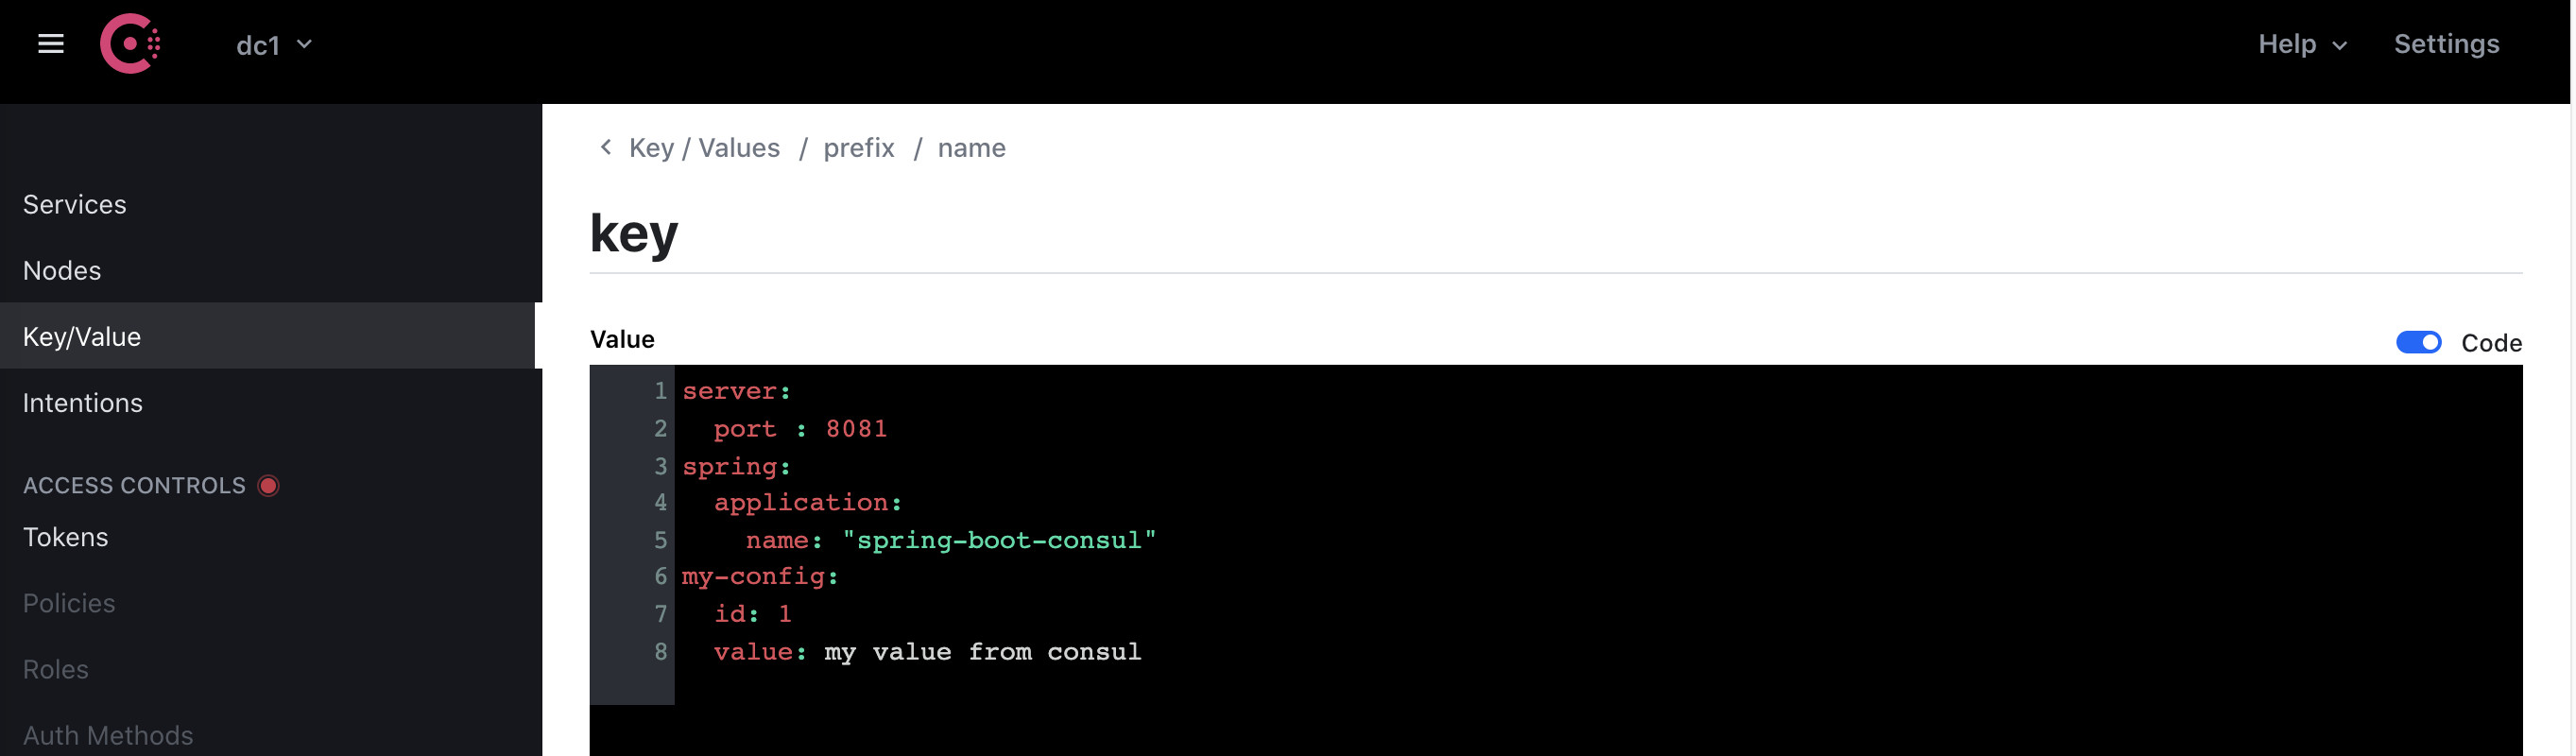 dc1
Help
Settings
Services
Nodes
Key/Value
Intentions
ACCESS CONTROLS
Tokens
Policies
Roles
Auth Methods
Key / Values / prefix / name
key
Value
Code
1 server:
2   port : 8081
3 spring:
4   application:
5     name: "spring-boot-consul"
6 my-config:
7   id: 1
8   value: my value from consul